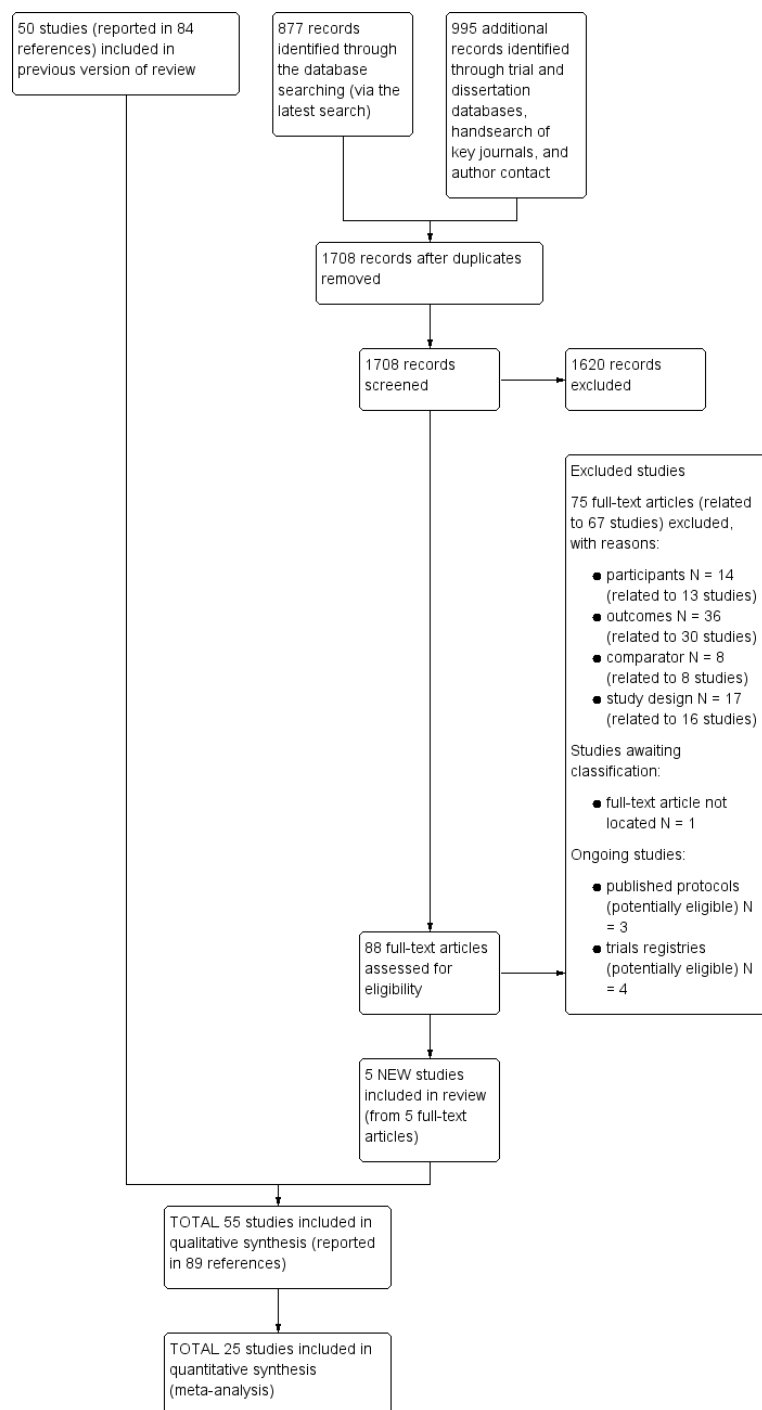 50 studies (reported in 84
references) included in
previous version of review
877 records
identified through
the database
searching (via the
latest search)
995 additional
records identified
through trial and
dissertation
databases,
handsearch of
key journals, and
author contact
1708 records after duplicates
removed
1708 records
screened
1620 records
excluded
Excluded studies
75 full-text articles (related
to 67 studies) excluded,
with reasons:
● participants N = 14
(related to 13 studies)
● outcomes N = 36
(related to 30 studies)
● comparator N = 8
(related to 8 studies)
● study design N = 17
(related to 16 studies)
Studies awaiting
classification:
● full-text article not
located N = 1
Ongoing studies:
● published protocols
(potentially eligible) N
= 3
● trials registries
(potentially eligible) N
= 4
88 full-text articles
assessed for
eligibility
5 NEW studies
included in review
(from 5 full-text
articles)
TOTAL 55 studies included in
qualitative synthesis (reported
in 89 references)
TOTAL 25 studies included in
quantitative synthesis
(meta-analysis)